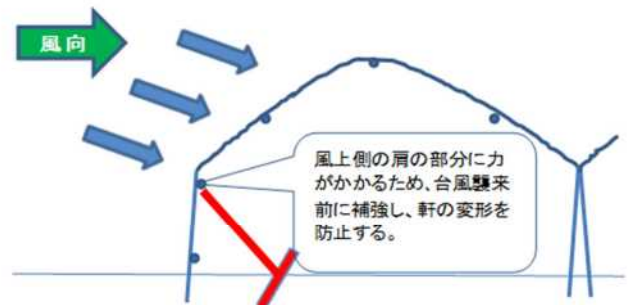 風向
風上側の肩の部分に力
がかかるため、台風襲来
前に補強し、軒の変形を
防止する。